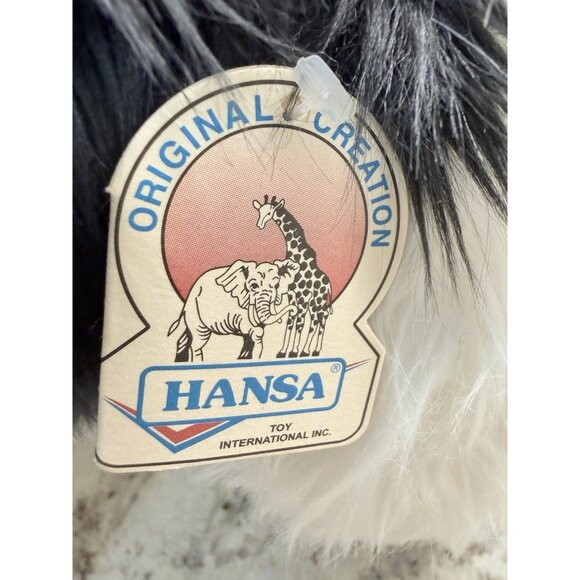 ORIGINAL CREATION
HANSA®
TOY
INTERNATIONAL INC.